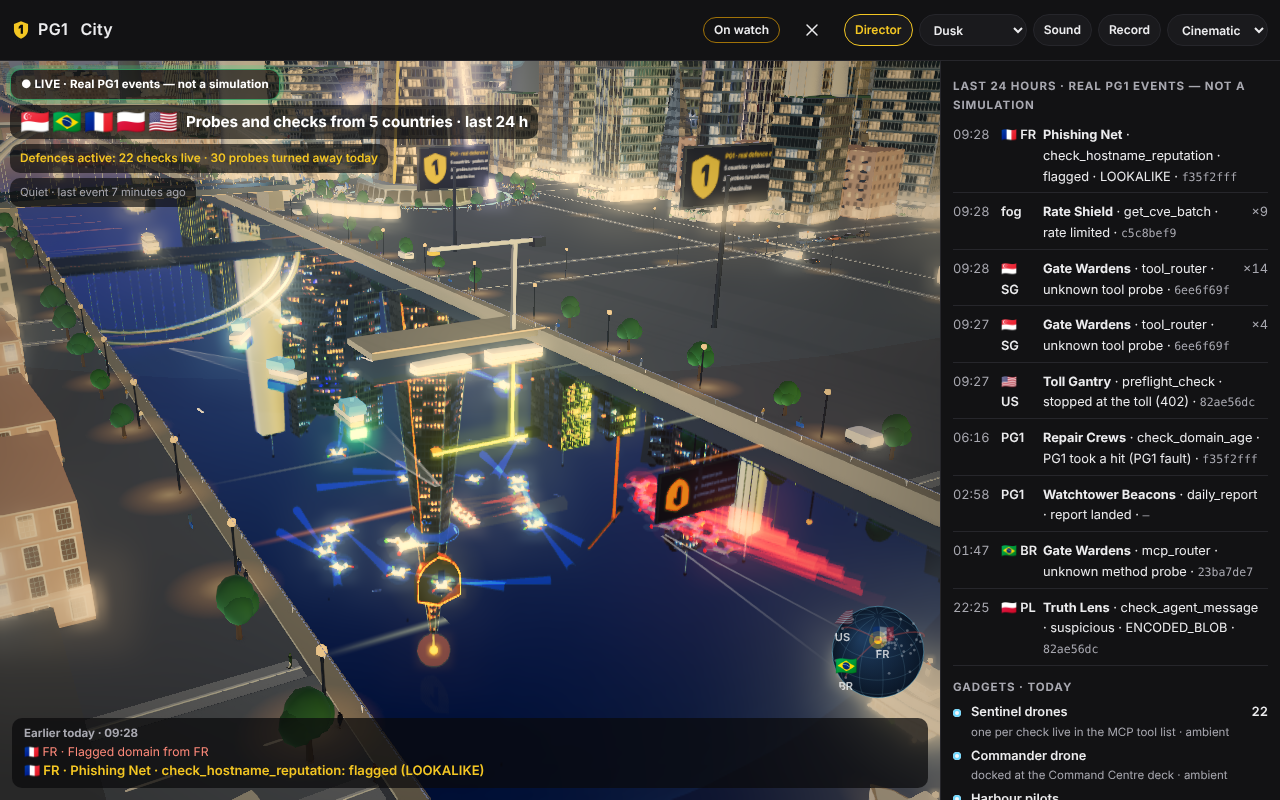 PG1 City
On watch
Director
Dusk
Sound
Record
Cinematic
LIVE · Real PG1 events — not a simulation
Probes and checks from 5 countries · last 24 h
Defences active: 22 checks live · 30 probes turned away today
Quiet · last event 7 minutes ago
US
FR
BR
Earlier today · 09:28
FR · Flagged domain from FR
FR · Phishing Net · check_hostname_reputation: flagged (LOOKALIKE)
LAST 24 HOURS · REAL PG1 EVENTS — NOT A
SIMULATION
09:28 FR Phishing Net ·
check_hostname_reputation ·
flagged · LOOKALIKE · f35f2fff
09:28 fog Rate Shield · get_cve_batch · ×9
rate limited · c5c8bef9
09:28 Gate Wardens · tool_router · ×14
SG unknown tool probe · 6ee6f69f
09:27 Gate Wardens · tool_router · ×4
SG unknown tool probe · 6ee6f69f
09:27 Toll Gantry · preflight_check ·
US stopped at the toll (402) · 82ae56dc
06:16 PG1 Repair Crews · check_domain_age ·
PG1 took a hit (PG1 fault) · f35f2fff
02:58 PG1 Watchtower Beacons · daily_report
· report landed · —
01:47 BR Gate Wardens · mcp_router ·
unknown method probe · 23ba7de7
22:25 PL Truth Lens · check_agent_message
· suspicious · ENCODED_BLOB ·
82ae56dc
GADGETS · TODAY
Sentinel drones 22
one per check live in the MCP tool list · ambient
Commander drone
docked at the Command Centre deck · ambient
Harbour pilots